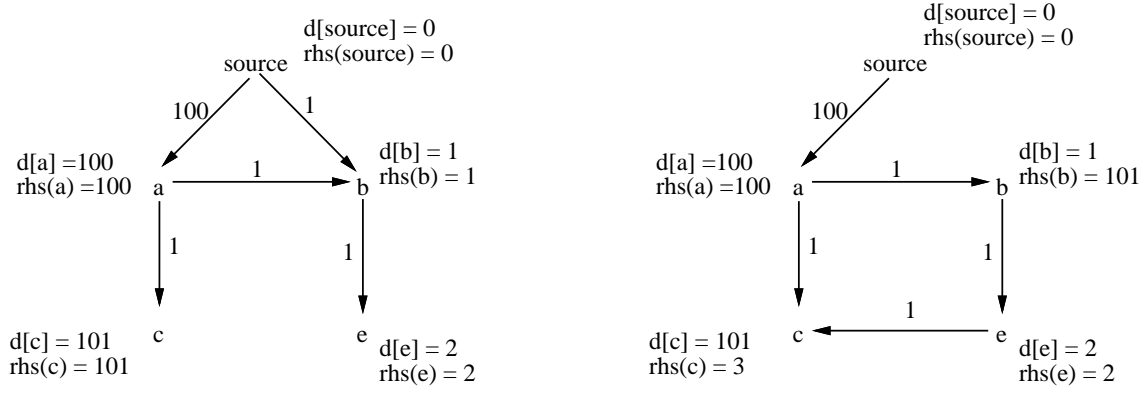 d[source] = 0
rhs(source) = 0
source
100
1
d[a] =100
rhs(a) =100
a
1
b
d[b] = 1
rhs(b) = 1
1
1
c
e
d[c] = 101
rhs(c) = 101
d[e] = 2
rhs(e) = 2
d[source] = 0
rhs(source) = 0
source
100
d[a] =100
rhs(a) =100
a
1
b
d[b] = 1
rhs(b) = 101
1
1
c
1
e
d[c] = 101
rhs(c) = 3
d[e] = 2
rhs(e) = 2